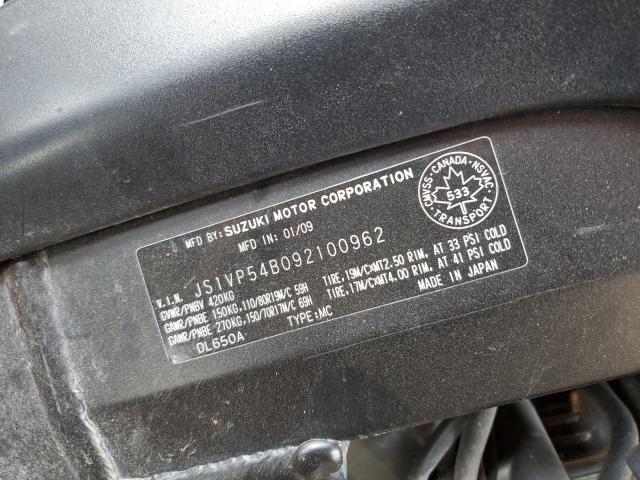 MFD BY: SUZUKI MOTOR CORPORATION
MFD IN: 01/09
V.I.N. JS1VP54B092100962
GVWR/PNBV 420KG
GAWR/PNBE 150KG, 110/80R19M/C 59H TIRE, 19M/CXMT2.50 RIM, AT 33 PSI COLD
GAWR/PNBE 270KG, 150/70R17M/C 69H TIRE, 17M/CXMT4.00 RIM, AT 41 PSI COLD
DL650A TYPE: MC MADE IN JAPAN
CMVSS · CANADA · NSVAC
533
TRANSPORT